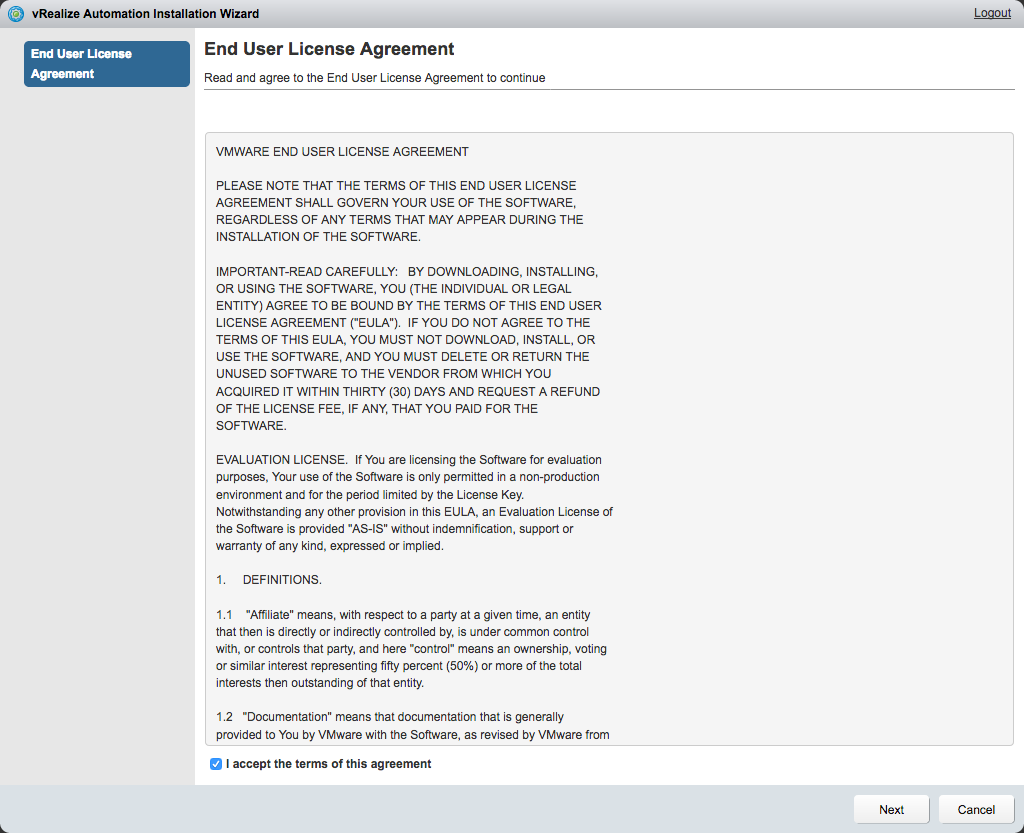 vRealize Automation Installation Wizard
Logout
End User License
Agreement
End User License Agreement
Read and agree to the End User License Agreement to continue
VMWARE END USER LICENSE AGREEMENT
PLEASE NOTE THAT THE TERMS OF THIS END USER LICENSE
AGREEMENT SHALL GOVERN YOUR USE OF THE SOFTWARE,
REGARDLESS OF ANY TERMS THAT MAY APPEAR DURING THE
INSTALLATION OF THE SOFTWARE.
IMPORTANT-READ CAREFULLY:   BY DOWNLOADING, INSTALLING,
OR USING THE SOFTWARE, YOU (THE INDIVIDUAL OR LEGAL
ENTITY) AGREE TO BE BOUND BY THE TERMS OF THIS END USER
LICENSE AGREEMENT ("EULA").  IF YOU DO NOT AGREE TO THE
TERMS OF THIS EULA, YOU MUST NOT DOWNLOAD, INSTALL, OR
USE THE SOFTWARE, AND YOU MUST DELETE OR RETURN THE
UNUSED SOFTWARE TO THE VENDOR FROM WHICH YOU
ACQUIRED IT WITHIN THIRTY (30) DAYS AND REQUEST A REFUND
OF THE LICENSE FEE, IF ANY, THAT YOU PAID FOR THE
SOFTWARE.
EVALUATION LICENSE.  If You are licensing the Software for evaluation
purposes, Your use of the Software is only permitted in a non-production
environment and for the period limited by the License Key.
Notwithstanding any other provision in this EULA, an Evaluation License of
the Software is provided "AS-IS" without indemnification, support or
warranty of any kind, expressed or implied.
1.     DEFINITIONS.
1.1    "Affiliate" means, with respect to a party at a given time, an entity
that then is directly or indirectly controlled by, is under common control
with, or controls that party, and here "control" means an ownership, voting
or similar interest representing fifty percent (50%) or more of the total
interests then outstanding of that entity.
1.2   "Documentation" means that documentation that is generally
provided to You by VMware with the Software, as revised by VMware from
I accept the terms of this agreement
Next
Cancel